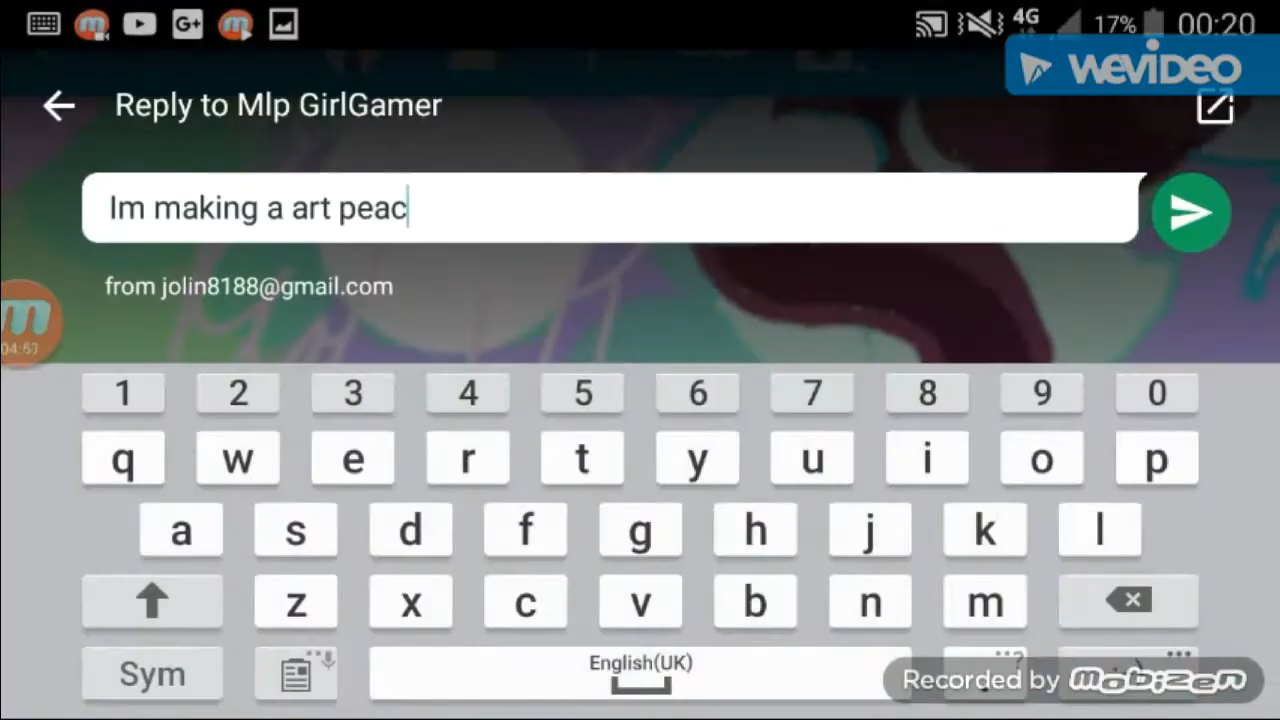 4G 17% 00:20
WEVIDEO
Reply to Mlp GirlGamer
Im making a art peac
from jolin8188@gmail.com
1 2 3 4 5 6 7 8 9 0
q w e r t y u i o p
a s d f g h j k l
z x c v b n m
Sym English(UK)
Recorded by mobizen